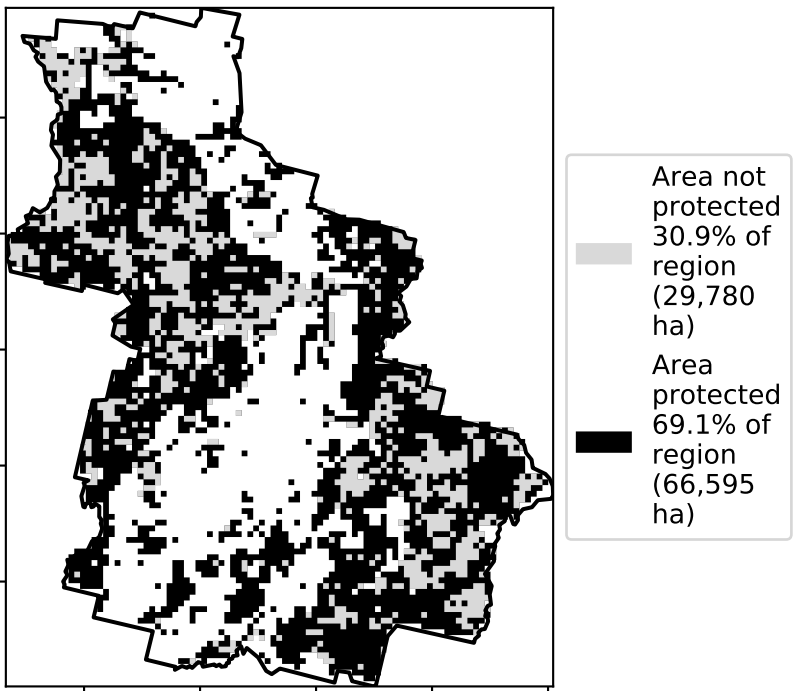 Area not
protected
30.9% of
region
(29,780
ha)
Area
protected
69.1% of
region
(66,595
ha)